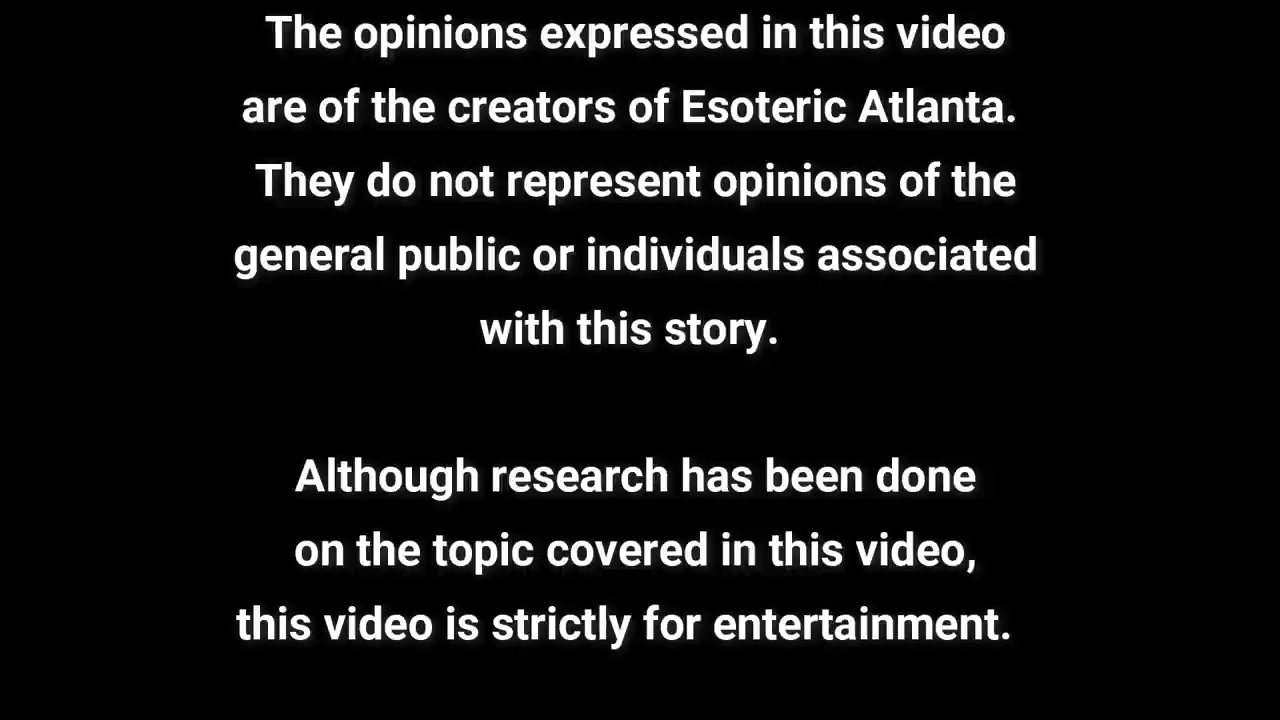 The opinions expressed in this video
are of the creators of Esoteric Atlanta.
They do not represent opinions of the
general public or individuals associated
with this story.
Although research has been done
on the topic covered in this video,
this video is strictly for entertainment.